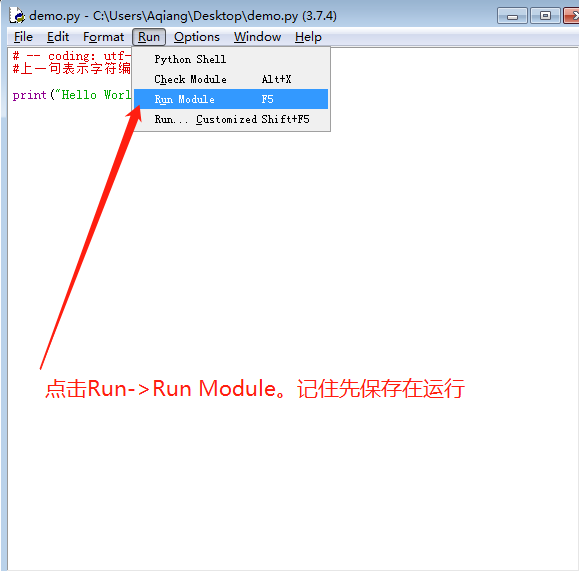 demo.py - C:\Users\Aqiang\Desktop\demo.py (3.7.4)
File Edit Format Run Options Window Help
# -- coding: utf-
#上一句表示字符编
print("Hello Worl
Python Shell
Check Module Alt+X
Run Module F5
Run... Customized Shift+F5
点击Run->Run Module。记住先保存在运行